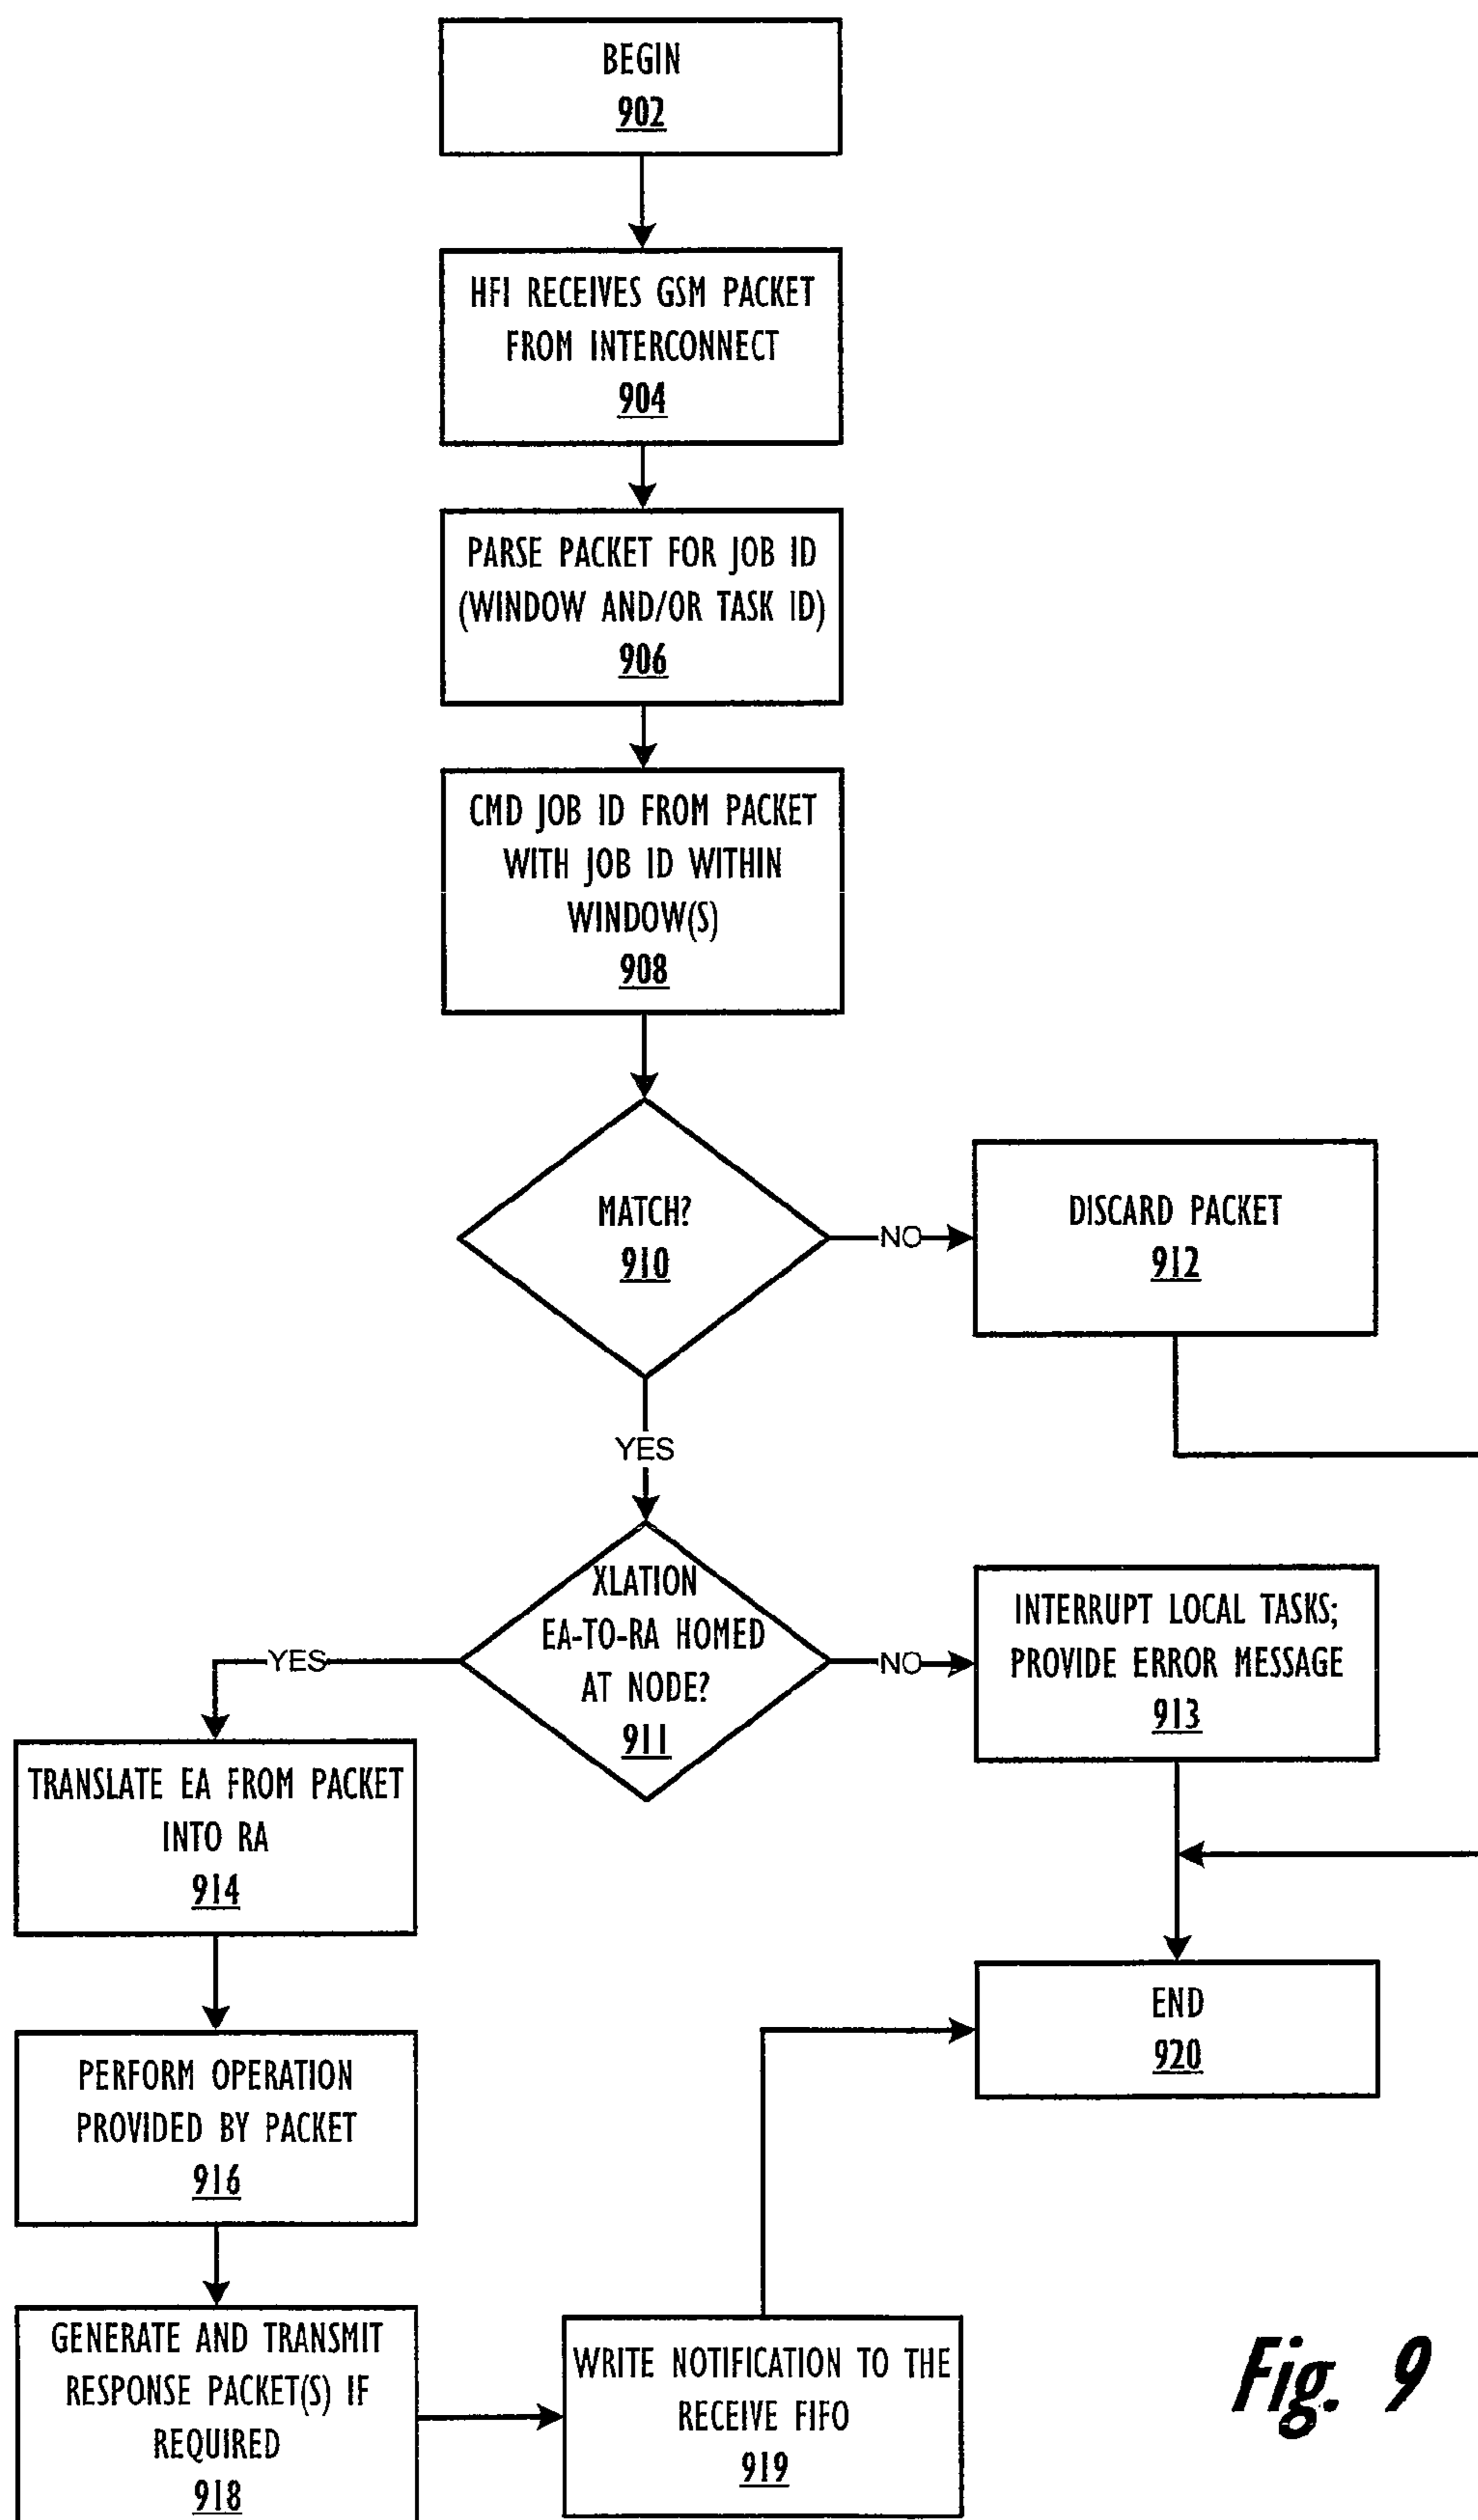 BEGIN
902
HFI RECEIVES GSM PACKET
FROM INTERCONNECT
904
PARSE PACKET FOR JOB ID
(WINDOW AND/OR TASK ID)
906
CMD JOB ID FROM PACKET
WITH JOB ID WITHIN
WINDOW(S)
908
MATCH?
910
NO
DISCARD PACKET
912
YES
XLATION
EA-TO-RA HOMED
AT NODE?
911
NO
INTERRUPT LOCAL TASKS;
PROVIDE ERROR MESSAGE
913
YES
TRANSLATE EA FROM PACKET
INTO RA
914
PERFORM OPERATION
PROVIDED BY PACKET
916
GENERATE AND TRANSMIT
RESPONSE PACKET(S) IF
REQUIRED
918
WRITE NOTIFICATION TO THE
RECEIVE FIFO
919
END
920
Fig. 9